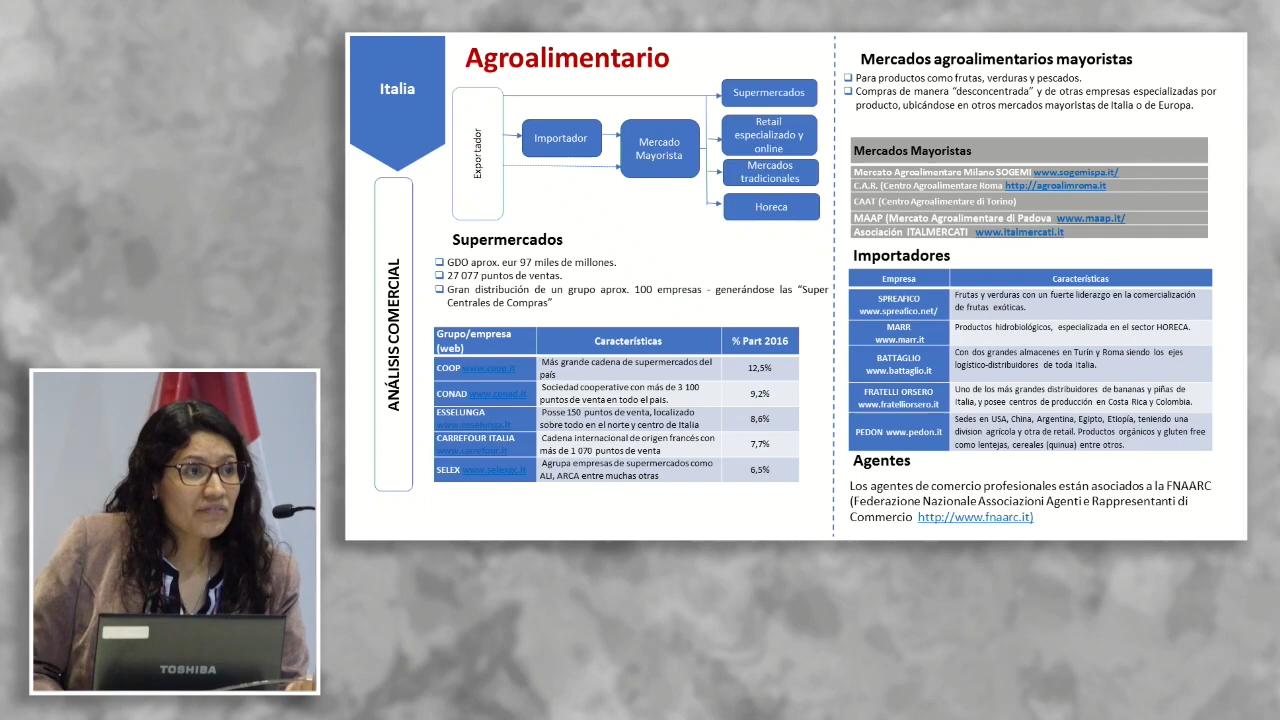 Italia
ANÁLISIS COMERCIAL
Agroalimentario
Exportador
Importador
Mercado
Mayorista
Supermercados
Retail
especializado y
online
Mercados
tradicionales
Horeca
Supermercados
GDO aprox. eur 97 miles de millones.
27 077 puntos de ventas.
Gran distribución de un grupo aprox. 100 empresas - generándose las “Super
Centrales de Compras”
Grupo/empresa
(web)
Características
% Part 2016
COOP www.coop.it
Más grande cadena de supermercados del
país
12,5%
CONAD www.conad.it
Sociedad cooperative con más de 3 100
puntos de venta en todo el país.
9,2%
ESSELUNGA
www.esselunga.it
Posse 150 puntos de venta, localizado
sobre todo en el norte y centro de Italia
8,6%
CARREFOUR ITALIA
www.carrefour.it
Cadena internacional de origen francés con
más de 1 070 puntos de venta
7,7%
SELEX www.selexgc.it
Agrupa empresas de supermercados como
ALI, ARCA entre muchas otras
6,5%
Mercados agroalimentarios mayoristas
Para productos como frutas, verduras y pescados.
Compras de manera “desconcentrada” y de otras empresas especializadas por
producto, ubicándose en otros mercados mayoristas de Italia o de Europa.
Mercados Mayoristas
Mercato Agroalimentare Milano SOGEMI www.sogemispa.it/
C.A.R. (Centro Agroalimentare Roma http://agroalimroma.it
CAAT (Centro Agroalimentare di Torino)
MAAP (Mercato Agroalimentare di Padova www.maap.it/
Asociación ITALMERCATI www.italmercati.it
Importadores
Empresa
Características
SPREAFICO
www.spreafico.net/
Frutas y verduras con un fuerte liderazgo en la comercialización
de frutas exóticas.
MARR
www.marr.it
Productos hidrobiológicos, especializada en el sector HORECA.
BATTAGLIO
www.battaglio.it
Con dos grandes almacenes en Turín y Roma siendo los ejes
logístico-distribuidores de toda Italia.
FRATELLI ORSERO
www.fratelliorsero.it
Uno de los más grandes distribuidores de bananas y piñas de
Italia, y posee centros de producción en Costa Rica y Colombia.
PEDON www.pedon.it
Sedes en USA, China, Argentina, Egipto, Etiopía, teniendo una
division agrícola y otra de retail. Productos orgánicos y gluten free
como lentejas, cereales (quinua) entre otros.
Agentes
Los agentes de comercio profesionales están asociados a la FNAARC
(Federazione Nazionale Associazioni Agenti e Rappresentanti di
Commercio http://www.fnaarc.it)
TOSHIBA